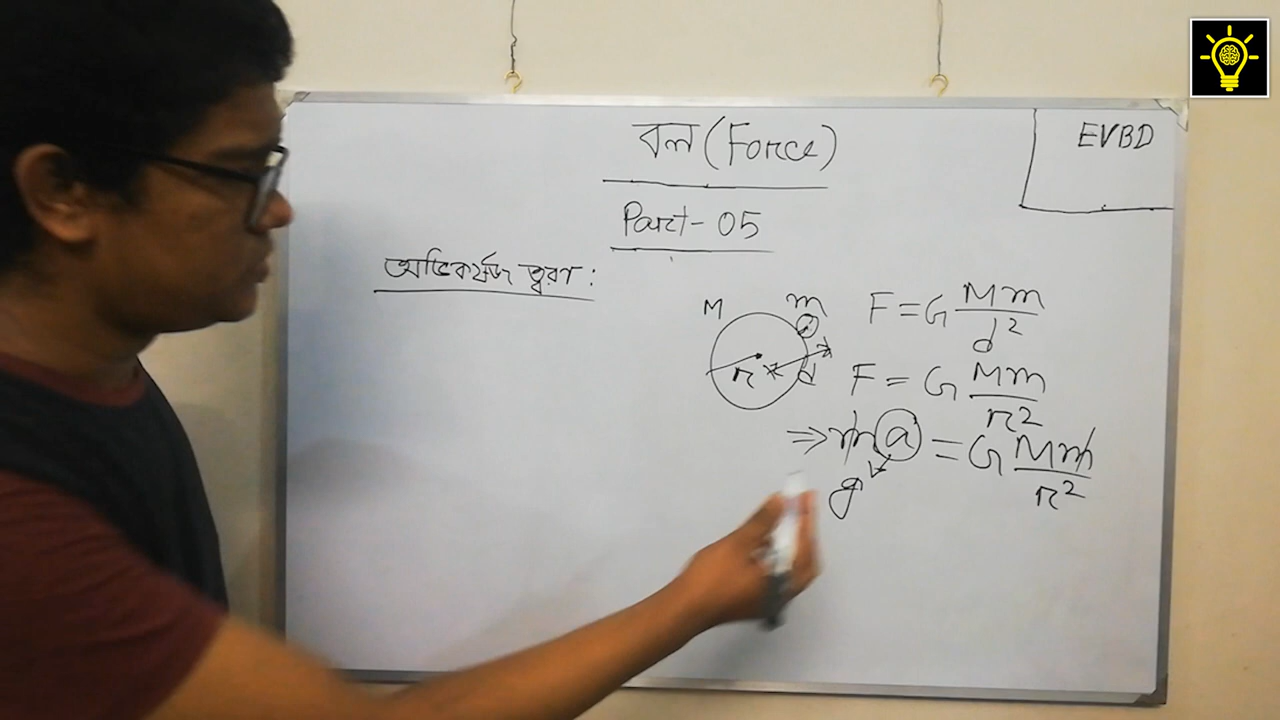 বল (Force)
EVBD
Part-05
অভিকর্ষজ ত্বরণ :
M m
r d
F = G Mm/d²
F = G Mm/r²
⇒ m a = G Mm/r²
g